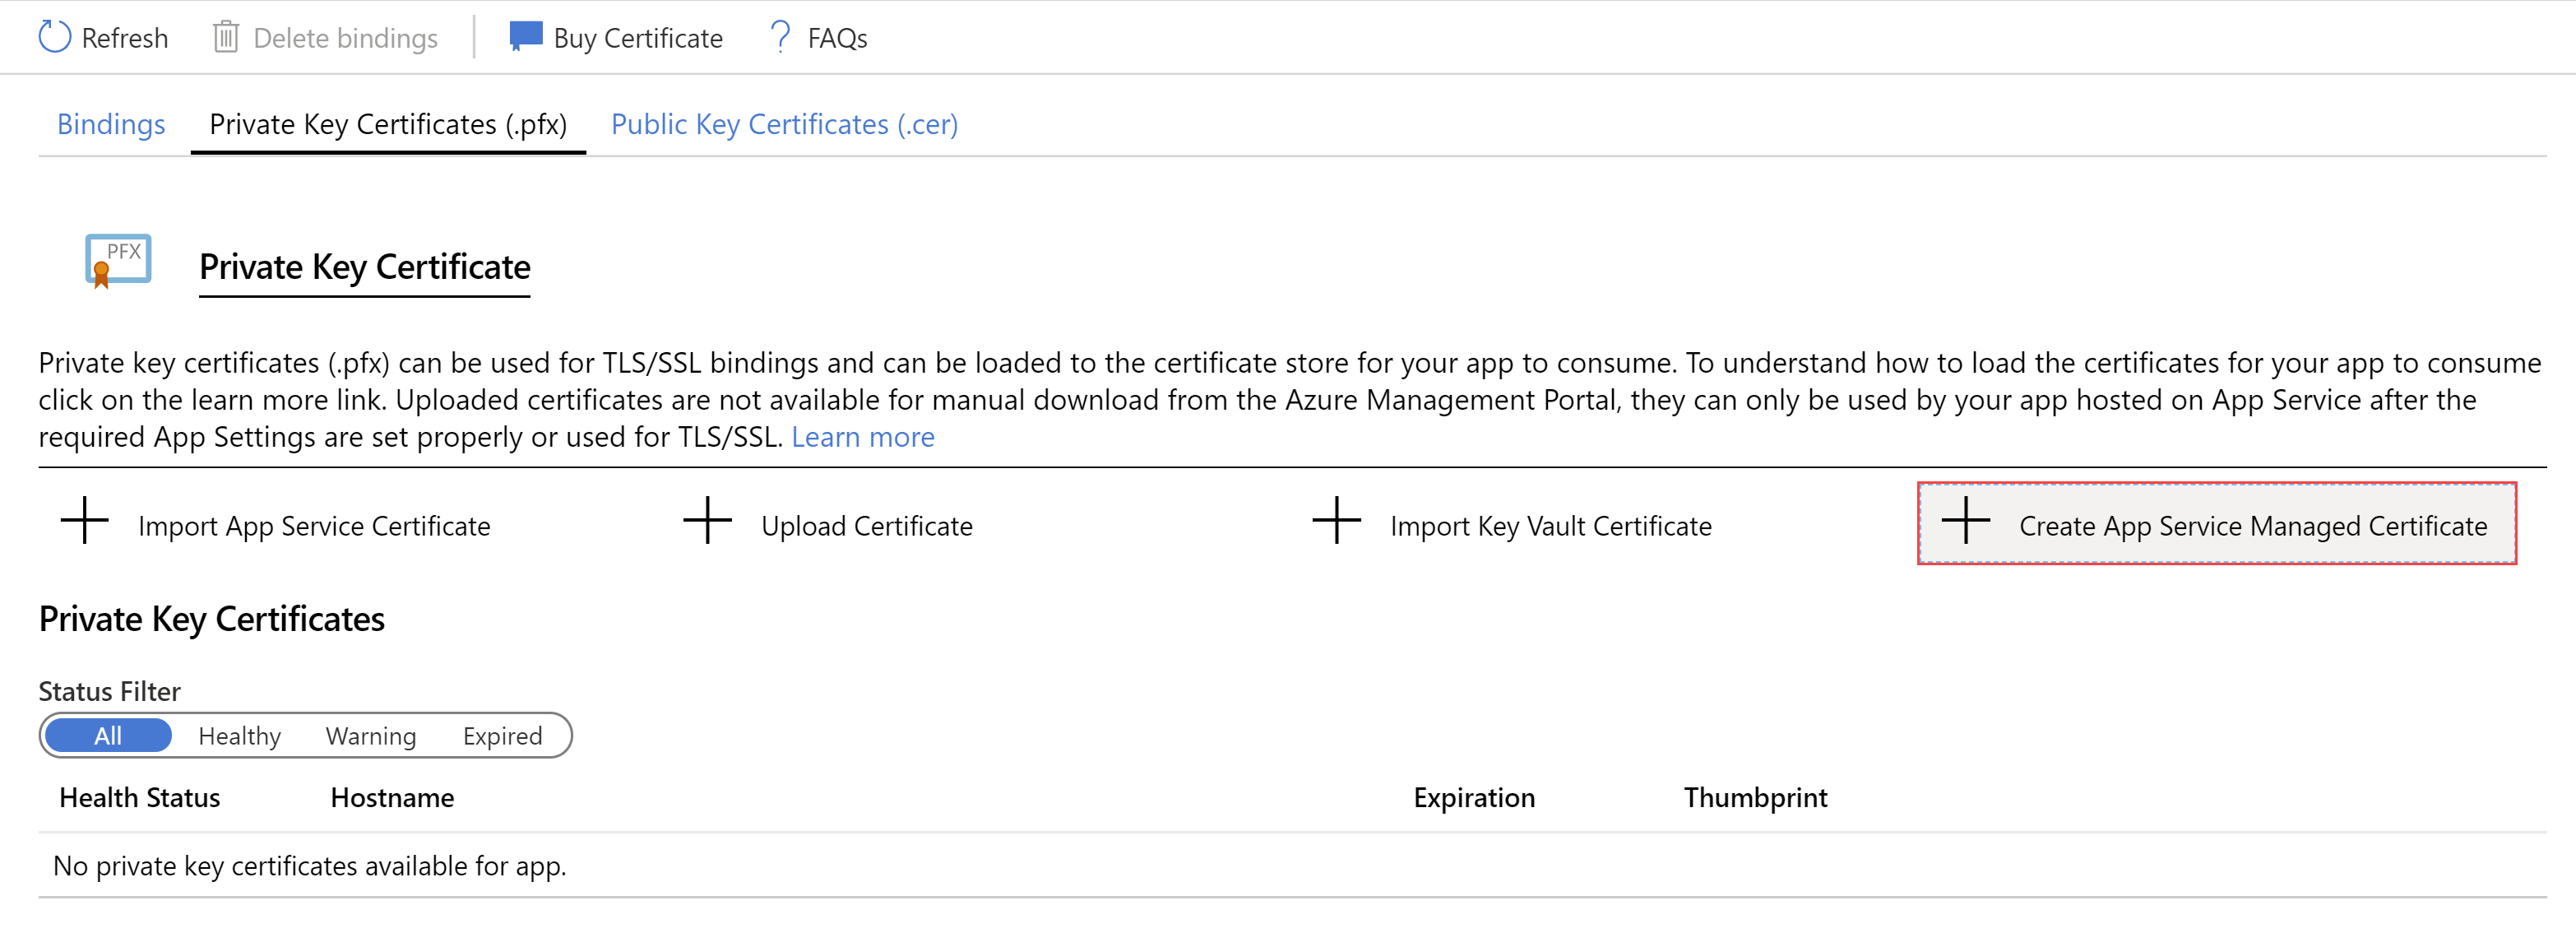 Refresh Delete bindings Buy Certificate FAQs
Bindings Private Key Certificates (.pfx) Public Key Certificates (.cer)
PFX
Private Key Certificate
Private key certificates (.pfx) can be used for TLS/SSL bindings and can be loaded to the certificate store for your app to consume. To understand how to load the certificates for your app to consume
click on the learn more link. Uploaded certificates are not available for manual download from the Azure Management Portal, they can only be used by your app hosted on App Service after the
required App Settings are set properly or used for TLS/SSL. Learn more
Import App Service Certificate Upload Certificate Import Key Vault Certificate Create App Service Managed Certificate
Private Key Certificates
Status Filter
All Healthy Warning Expired
Health Status Hostname Expiration Thumbprint
No private key certificates available for app.